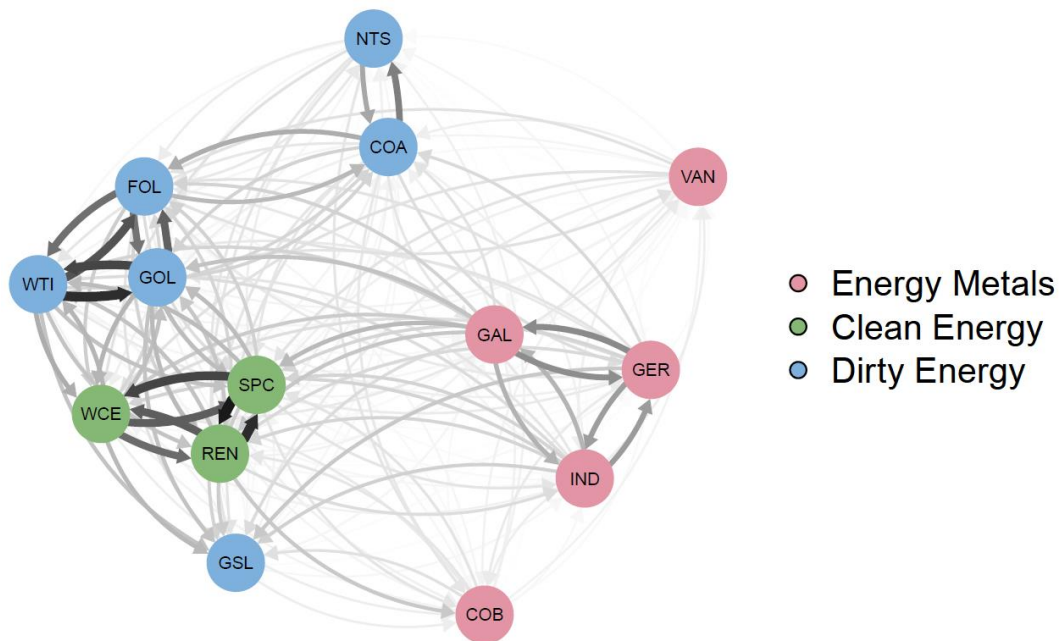 NTS
COA
VAN
FOL
GOL
WTI
GAL
GER
SPC
WCE
REN
IND
GSL
COB
Energy Metals
Clean Energy
Dirty Energy